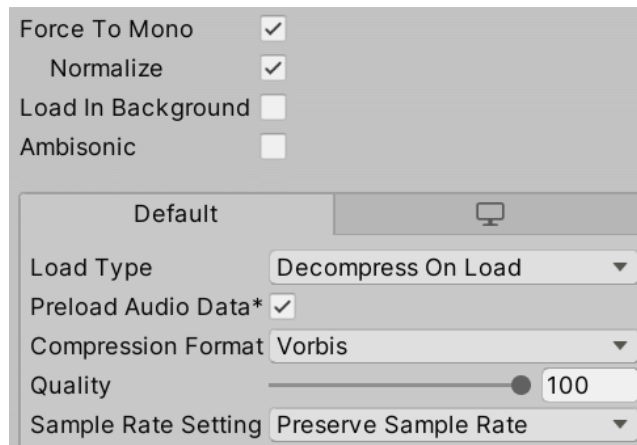 Force To Mono
Normalize
Load In Background
Ambisonic
Default
Load Type Decompress On Load
Preload Audio Data*
Compression Format Vorbis
Quality 100
Sample Rate Setting Preserve Sample Rate